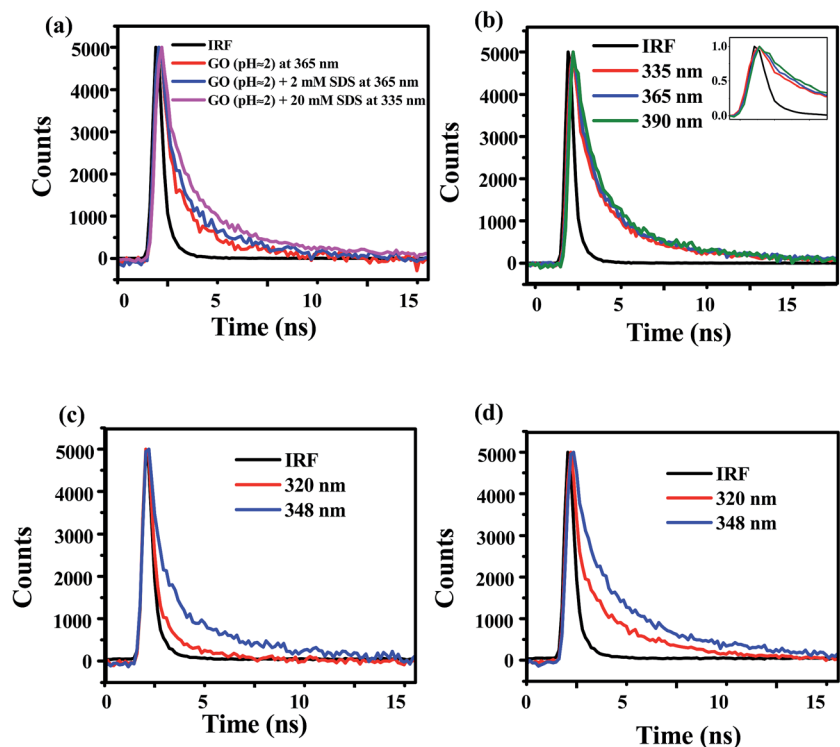 (a)
IRF
GO (pH≈2) at 365 nm
GO (pH≈2) + 2 mM SDS at 365 nm
GO (pH≈2) + 20 mM SDS at 335 nm
5000
4000
3000
2000
1000
0
Counts
0 5 10 15
Time (ns)
(b)
IRF
335 nm
365 nm
390 nm
1.0
0.5
0.0
5000
4000
3000
2000
1000
0
Counts
0 5 10 15
Time (ns)
(c)
IRF
320 nm
348 nm
5000
4000
3000
2000
1000
0
Counts
0 5 10 15
Time (ns)
(d)
IRF
320 nm
348 nm
5000
4000
3000
2000
1000
0
Counts
0 5 10 15
Time (ns)